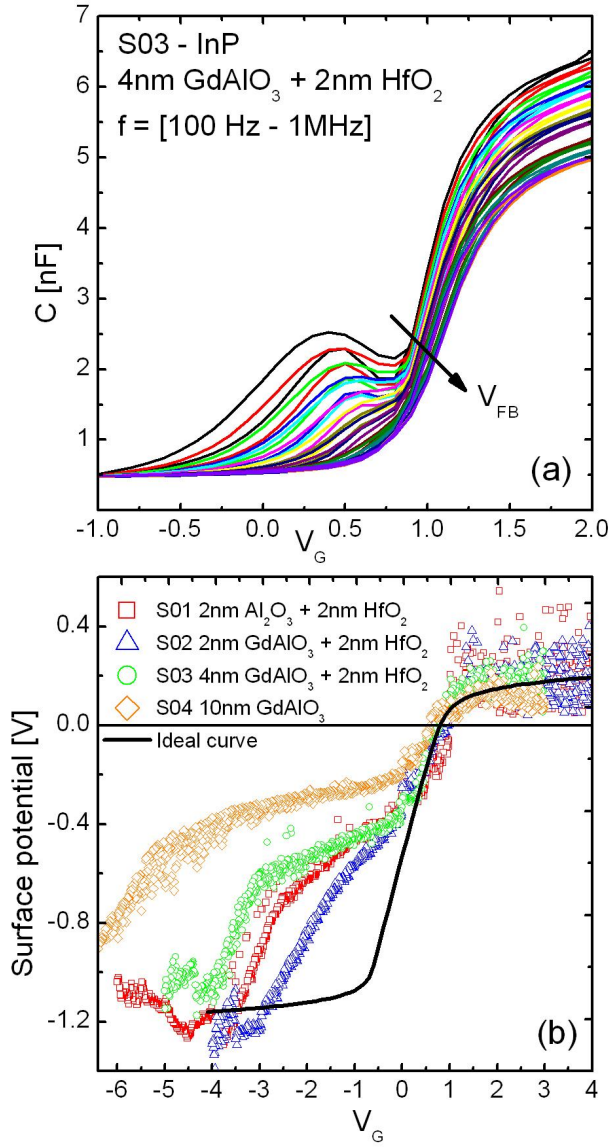 S03 - InP
4nm GdAlO₃ + 2nm HfO₂
f = [100 Hz - 1MHz]
C [nF]
7
6
5
4
3
2
1
V_FB
(a)
-1.0 -0.5 0.0 0.5 1.0 1.5 2.0
V_G
S01 2nm Al₂O₃ + 2nm HfO₂
S02 2nm GdAlO₃ + 2nm HfO₂
S03 4nm GdAlO₃ + 2nm HfO₂
S04 10nm GdAlO₃
Ideal curve
Surface potential [V]
0.4
0.0
-0.4
-0.8
-1.2
(b)
-6 -5 -4 -3 -2 -1 0 1 2 3 4
V_G